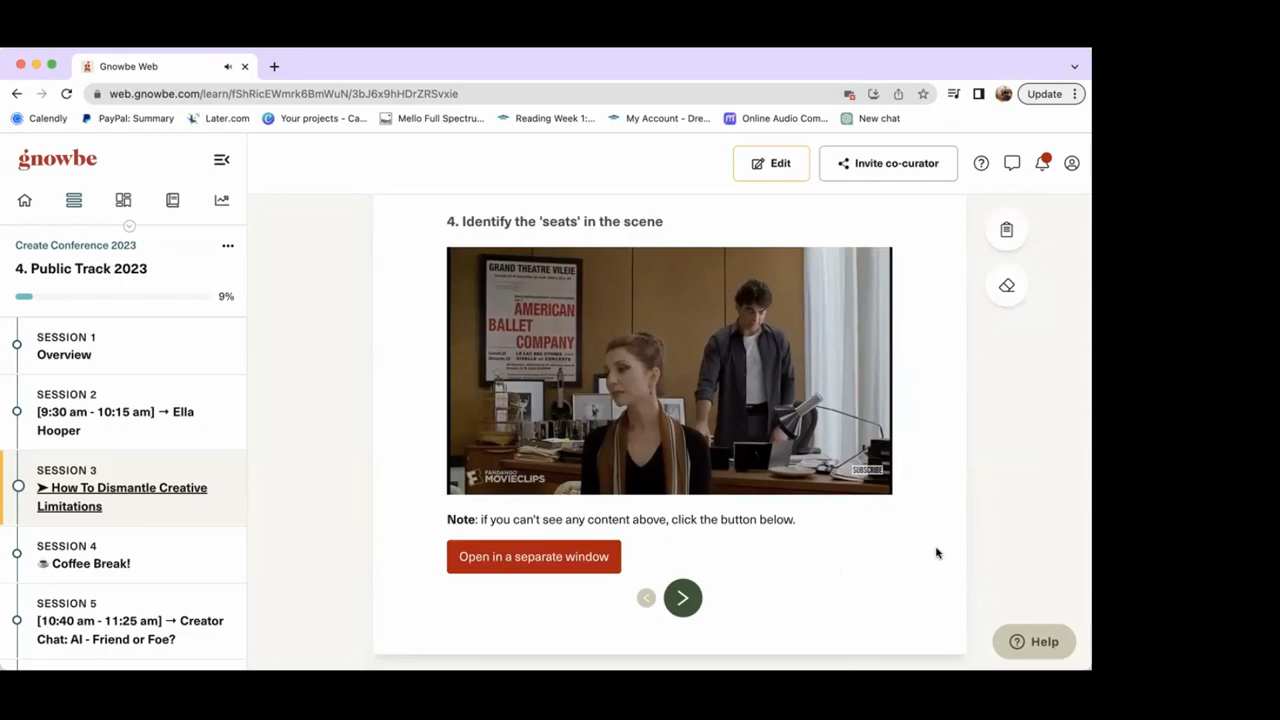 Gnowbe Web
web.gnowbe.com/learn/fShRicEWmrk6BmWuN/3bJ6x9hHDrZRSvxie
Update
Calendly
PayPal: Summary
Later.com
Your projects - Ca...
Mello Full Spectru...
Reading Week 1:...
My Account - Dre...
Online Audio Com...
New chat
gnowbe
Edit
Invite co-curator
Create Conference 2023
4. Public Track 2023
9%
SESSION 1
Overview
SESSION 2
[9:30 am - 10:15 am] → Ella
Hooper
SESSION 3
➤ How To Dismantle Creative
Limitations
SESSION 4
☕ Coffee Break!
SESSION 5
[10:40 am - 11:25 am] → Creator
Chat: AI - Friend or Foe?
4. Identify the 'seats' in the scene
GRAND THEATRE VILEIE
AMERICAN
BALLET
COMPANY
FANDANGO
MOVIECLIPS
SUBSCRIBE
Note: if you can't see any content above, click the button below.
Open in a separate window
Help